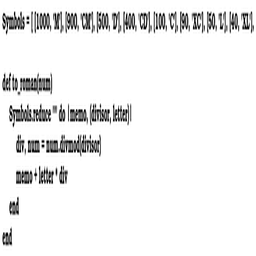 Symbols = [ [1000, 'M'], [900, 'CM'], [500, 'D'], [400, 'CD'], [100, 'C'], [90, 'XC'], [50, 'L'], [40, 'XL'],
def to_roman(num)
Symbols.reduce "" do |memo, (divisor, letter)|
div, num = num.divmod(divisor)
memo + letter * div
end
end